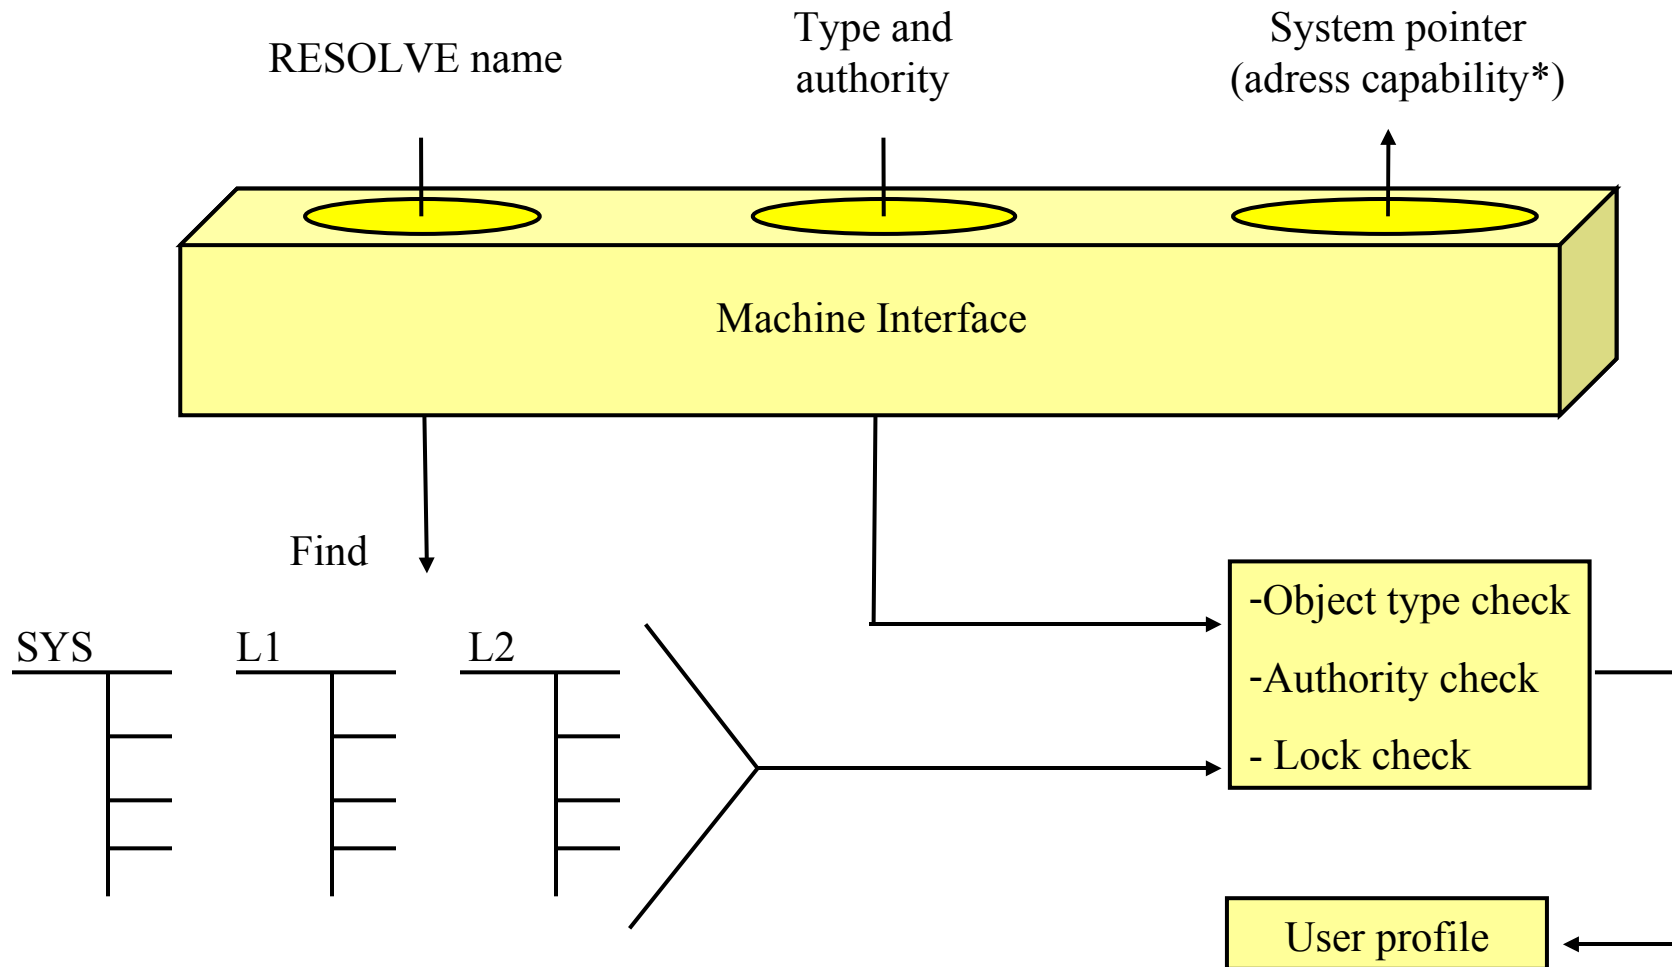 RESOLVE name
Type and
authority
System pointer
(adress capability*)
Machine Interface
Find
SYS
L1
L2
-Object type check
-Authority check
- Lock check
User profile